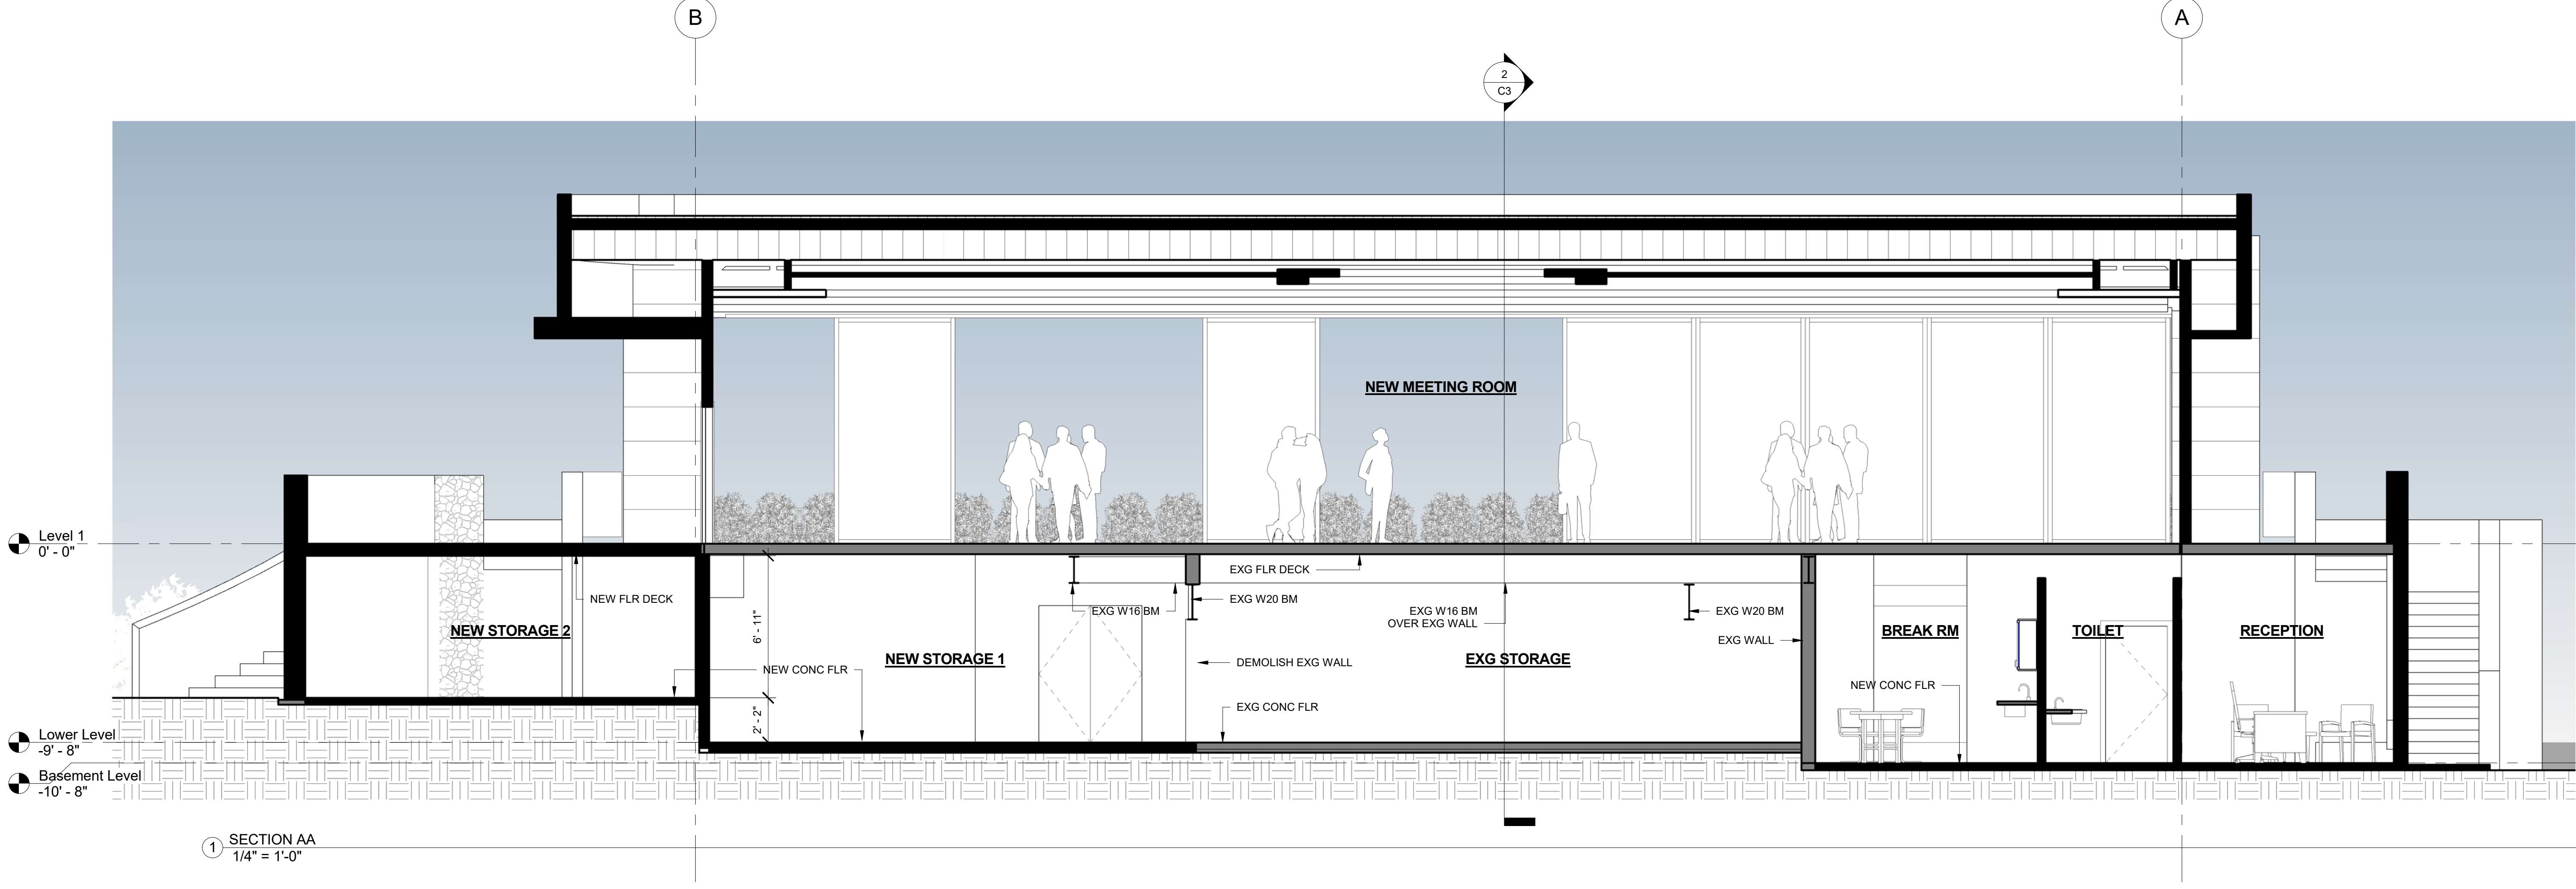 B
A
2
C3
NEW MEETING ROOM
Level 1
0' - 0"
EXG FLR DECK
NEW FLR DECK
EXG W16 BM
EXG W20 BM
EXG W16 BM
OVER EXG WALL
EXG W20 BM
6' - 11"
NEW STORAGE 2
EXG WALL
BREAK RM
TOILET
RECEPTION
NEW CONC FLR
NEW STORAGE 1
DEMOLISH EXG WALL
EXG STORAGE
NEW CONC FLR
2' - 2"
EXG CONC FLR
Lower Level
-9' - 8"
Basement Level
-10' - 8"
1
SECTION AA
1/4" = 1'-0"